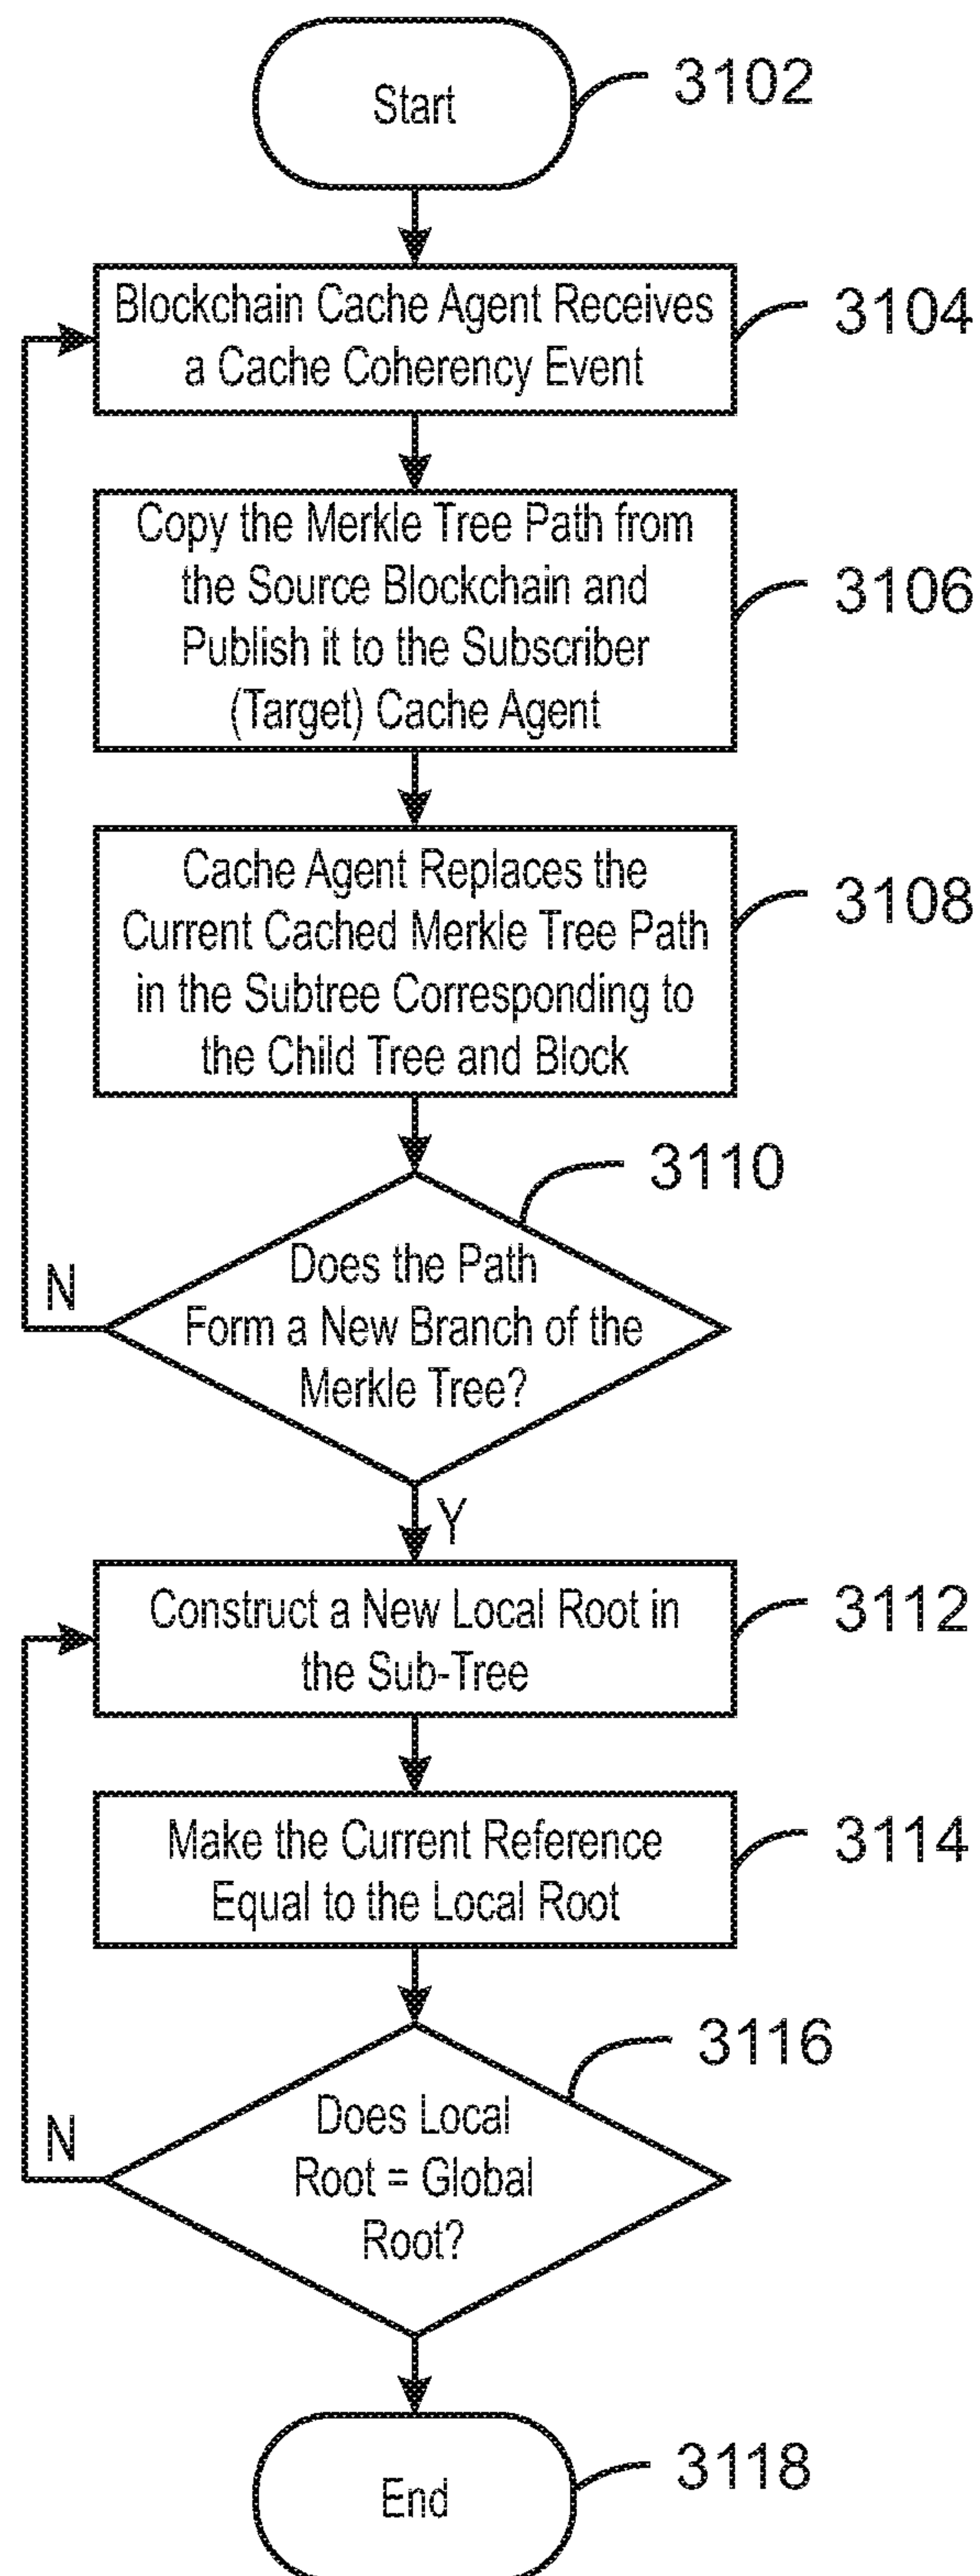 Start
3102
Blockchain Cache Agent Receives
a Cache Coherency Event
3104
Copy the Merkle Tree Path from
the Source Blockchain and
Publish it to the Subscriber
(Target) Cache Agent
3106
Cache Agent Replaces the
Current Cached Merkle Tree Path
in the Subtree Corresponding to
the Child Tree and Block
3108
3110
Does the Path
Form a New Branch of the
Merkle Tree?
N
Y
Construct a New Local Root in
the Sub-Tree
3112
Make the Current Reference
Equal to the Local Root
3114
3116
Does Local
Root = Global
Root?
N
End
3118